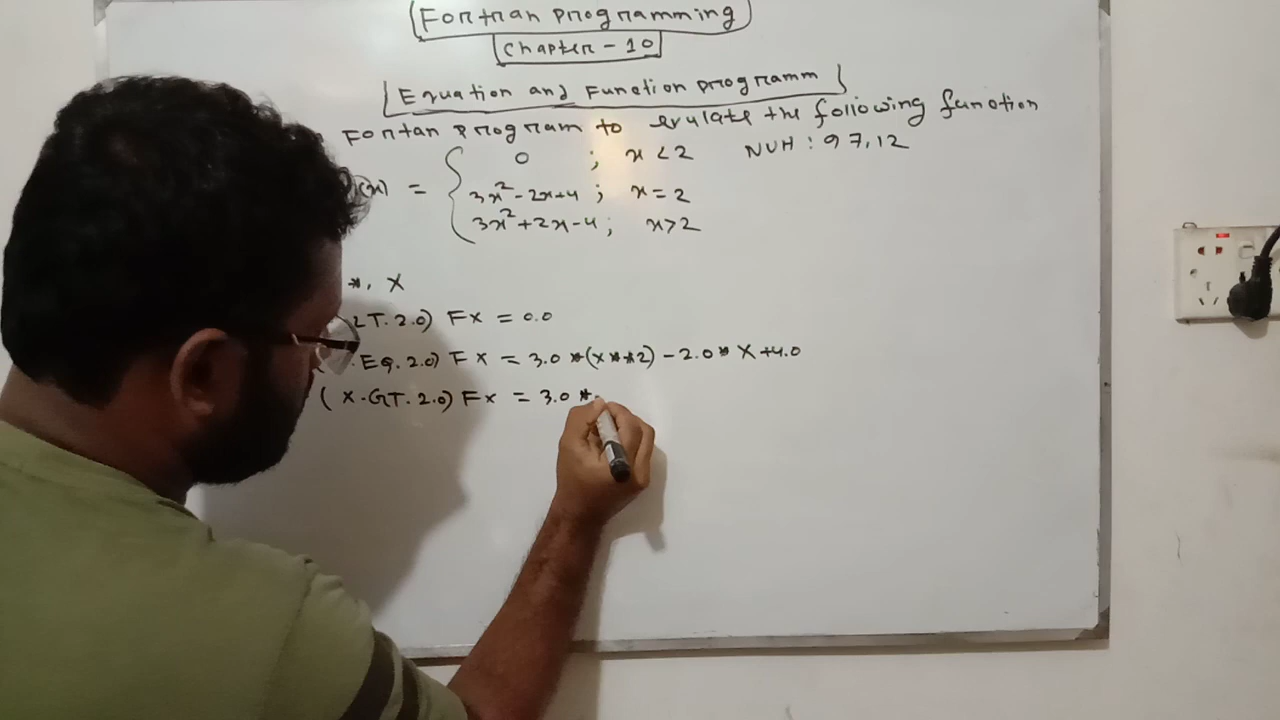 Fortran programming
Chapter - 10
Equation and Function programm
Fortan program to evulate the following function
0 ; x < 2 NUH : 97,12
(x) = 3x²-2x+4 ; x = 2
3x²+2x-4 ; x>2
*, X
LT. 2.0) FX = 0.0
. EQ. 2.0) FX = 3.0 *(X**2) - 2.0* X+4.0
( X.GT. 2.0) FX = 3.0 *